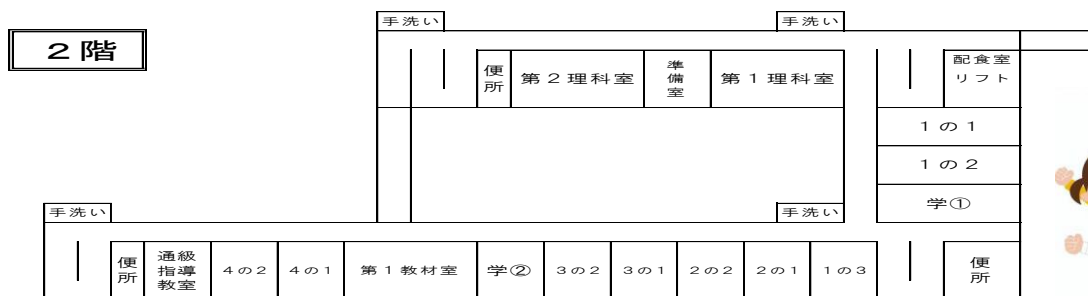 手洗い
手洗い
2階
便所
第2理科室
準備室
第1理科室
配食室
リフト
1の1
1の2
学①
手洗い
手洗い
便所
通級
指導
教室
4の2
4の1
第1教材室
学②
3の2
3の1
2の2
2の1
1の3
便所